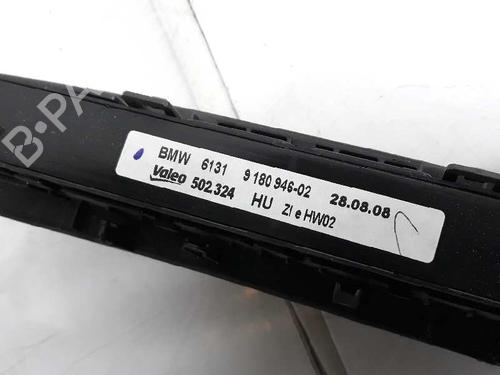 BMW 6131 9 180 946-02 28.08.08
Valeo 502.324 HU ZI e HW02
B-PA